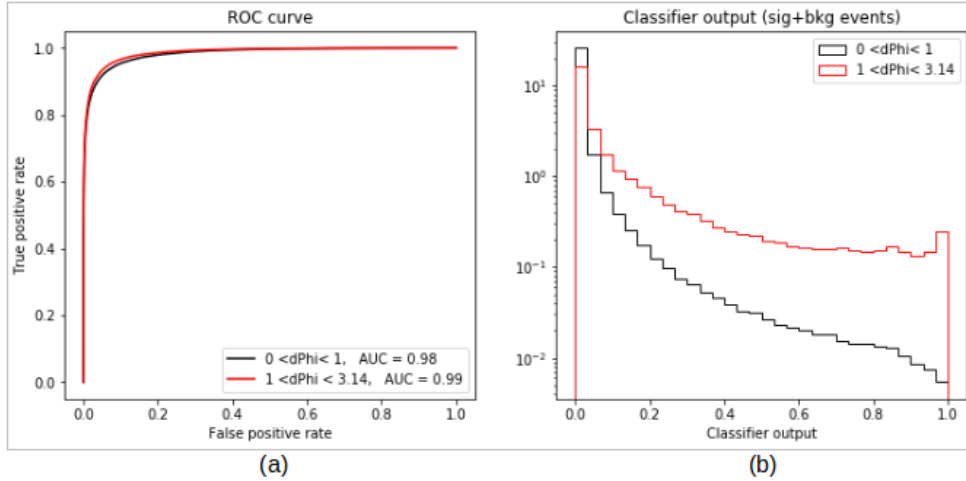 ROC curve
1.0
0.8
0.6
0.4
0.2
0.0
True positive rate
0 <dPhi< 1,   AUC = 0.98
1 <dPhi < 3.14,   AUC = 0.99
0.0 0.2 0.4 0.6 0.8 1.0
False positive rate
(a)
Classifier output (sig+bkg events)
0 <dPhi< 1
1 <dPhi< 3.14
10¹
10⁰
10⁻¹
10⁻²
0.0 0.2 0.4 0.6 0.8 1.0
Classifier output
(b)